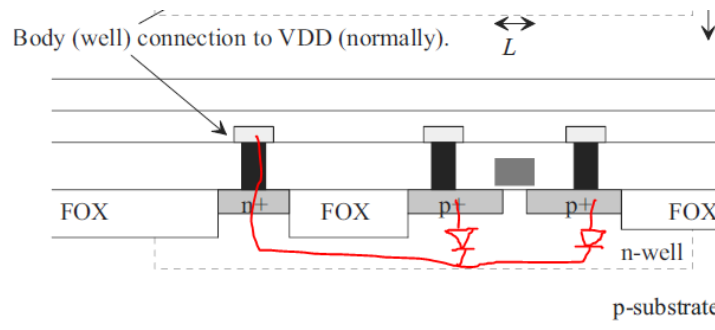 Body (well) connection to VDD (normally).
L
FOX
n+
FOX
p+
p+
FOX
n-well
p-substrate